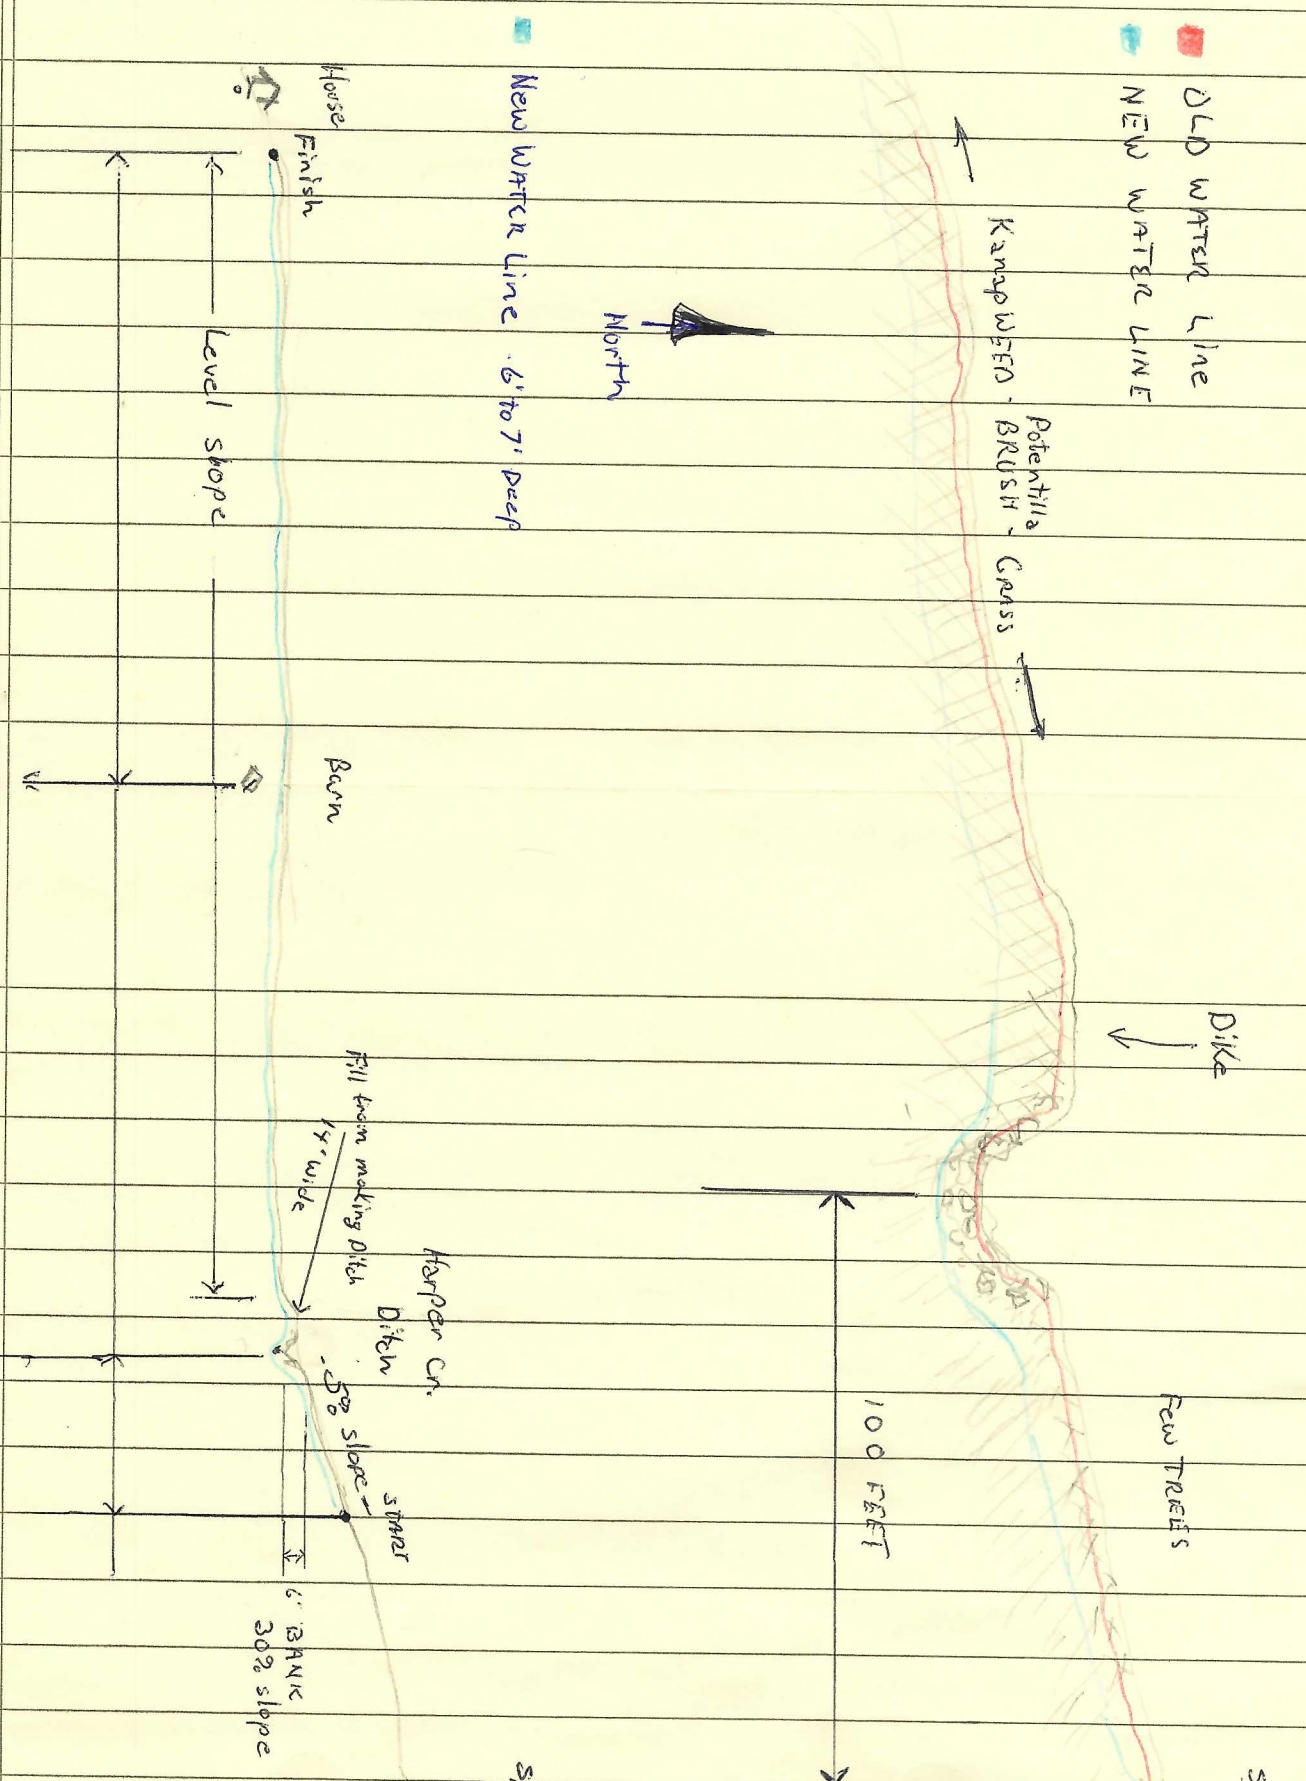 OLD WATER Line
NEW WATER LINE
KnapWEED - BRUSH - GRASS
Potentilla
Dike
Few TREES
100 FEET
North
New WATER Line 6' to 7' Deep
House
Finish
Level slope
Barn
Fill from making Ditch
14' wide
Harper Cr.
Ditch
5% slope
START
6' BANK
30% slope